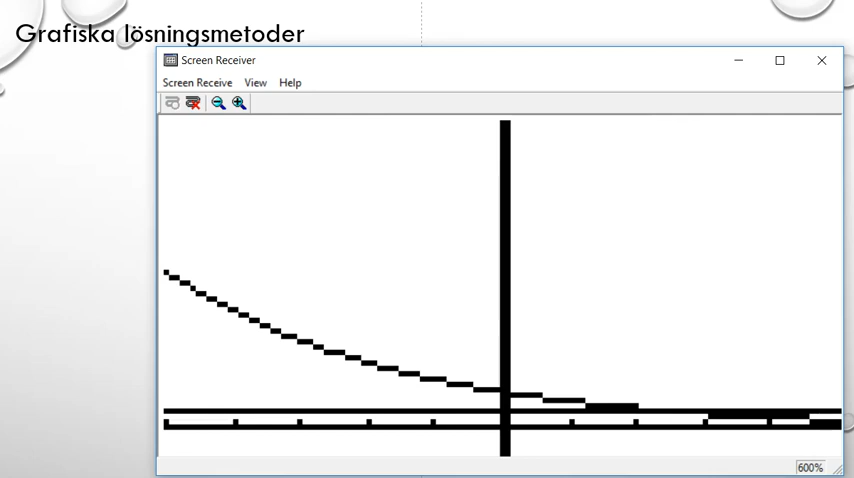 Grafiska lösningsmetoder
Screen Receiver
Screen Receive View Help
600%